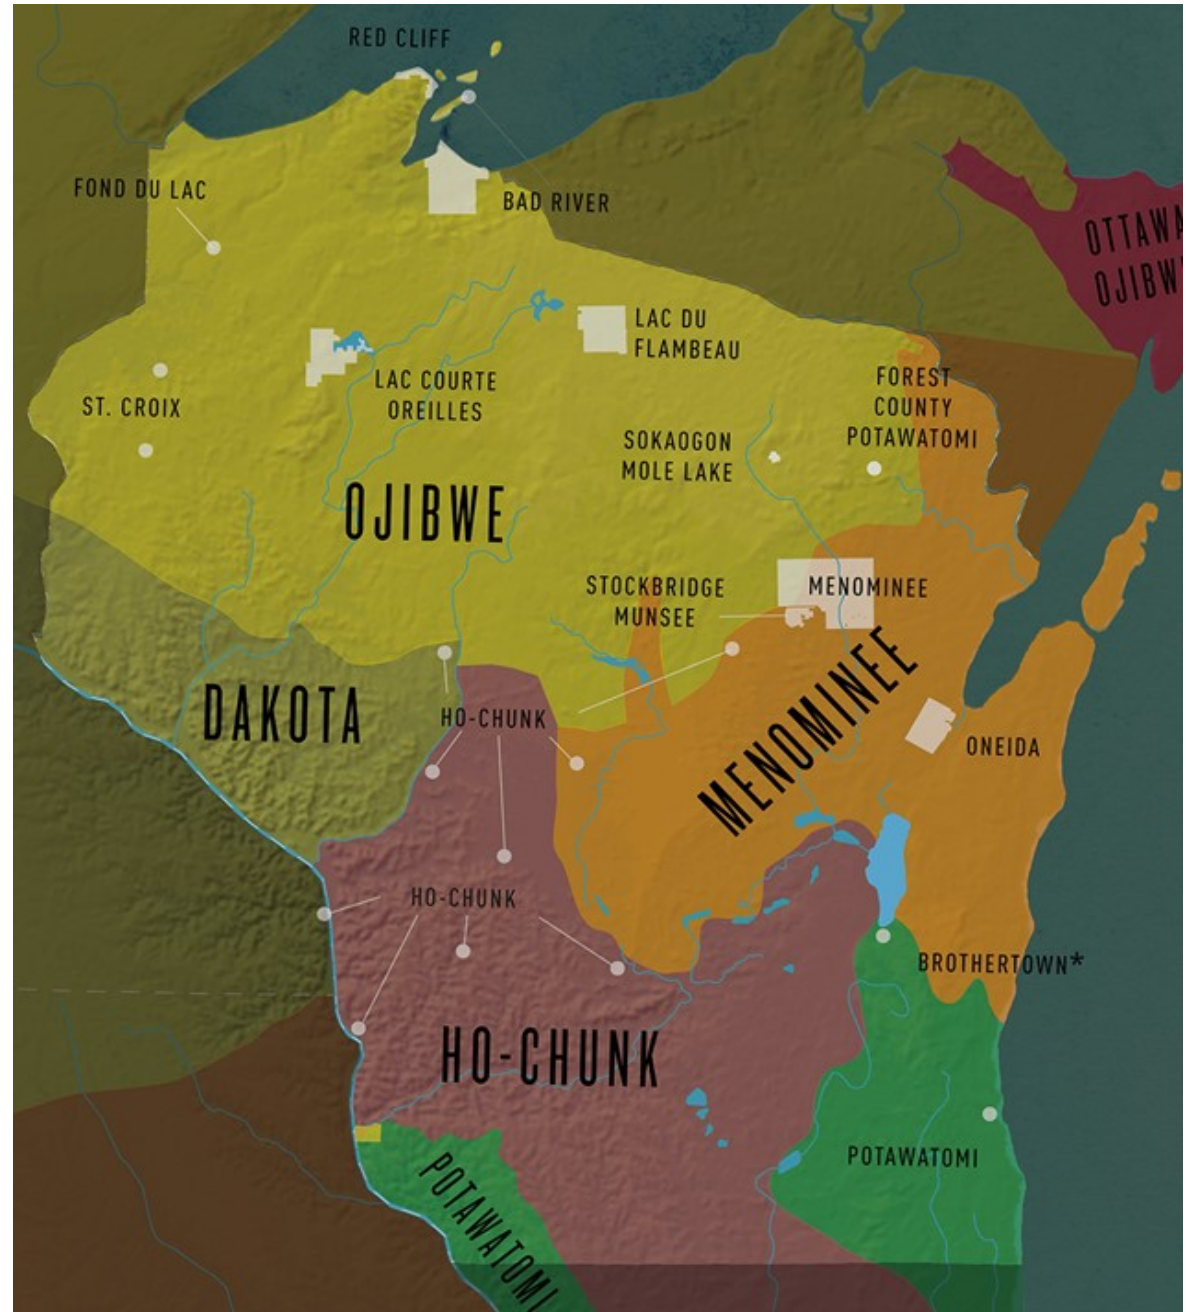 RED CLIFF
FOND DU LAC
BAD RIVER
OTTAWA
OJIBW
LAC DU
FLAMBEAU
LAC COURTE
OREILLES
ST. CROIX
FOREST
COUNTY
POTAWATOMI
SOKAOGON
MOLE LAKE
OJIBWE
STOCKBRIDGE
MUNSEE
MENOMINEE
MENOMINEE
DAKOTA
HO-CHUNK
ONEIDA
HO-CHUNK
BROTHERTOWN*
HO-CHUNK
POTAWATOMI
POTAWATOMI